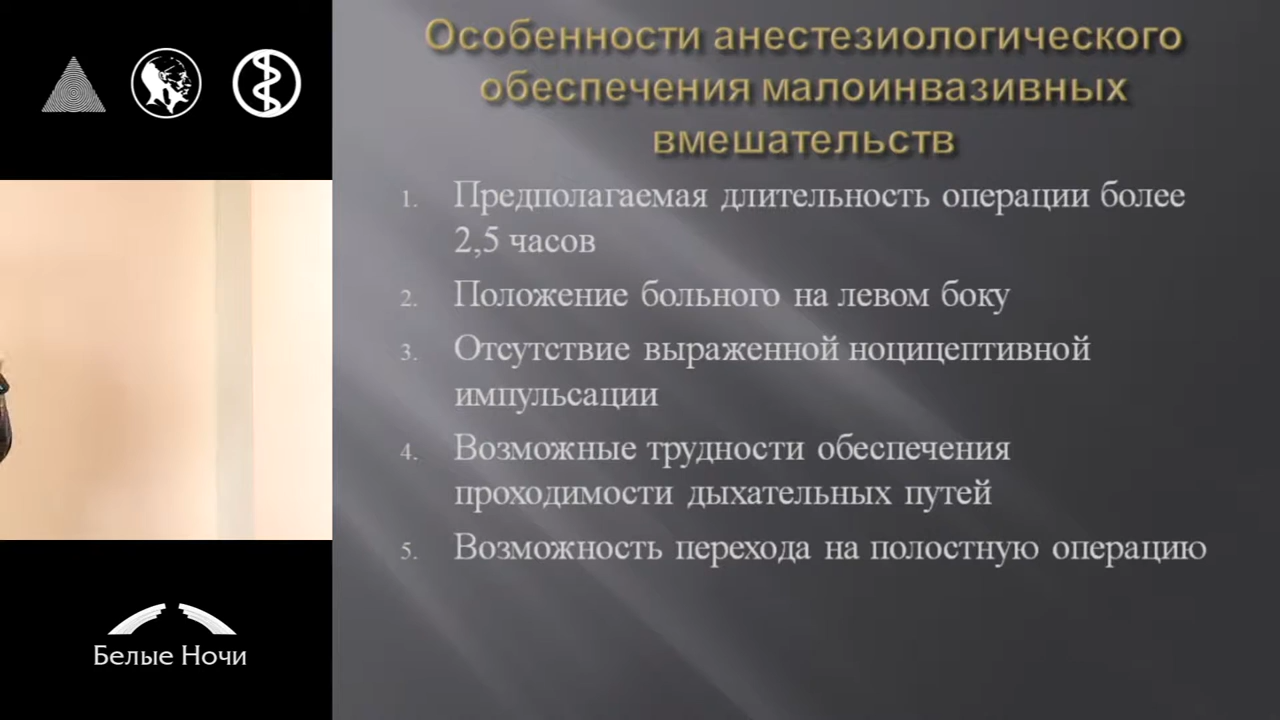 Особенности анестезиологического
обеспечения малоинвазивных
вмешательств
1. Предполагаемая длительность операции более
2,5 часов
2. Положение больного на левом боку
3. Отсутствие выраженной ноцицептивной
импульсации
4. Возможные трудности обеспечения
проходимости дыхательных путей
5. Возможность перехода на полостную операцию
Белые Ночи